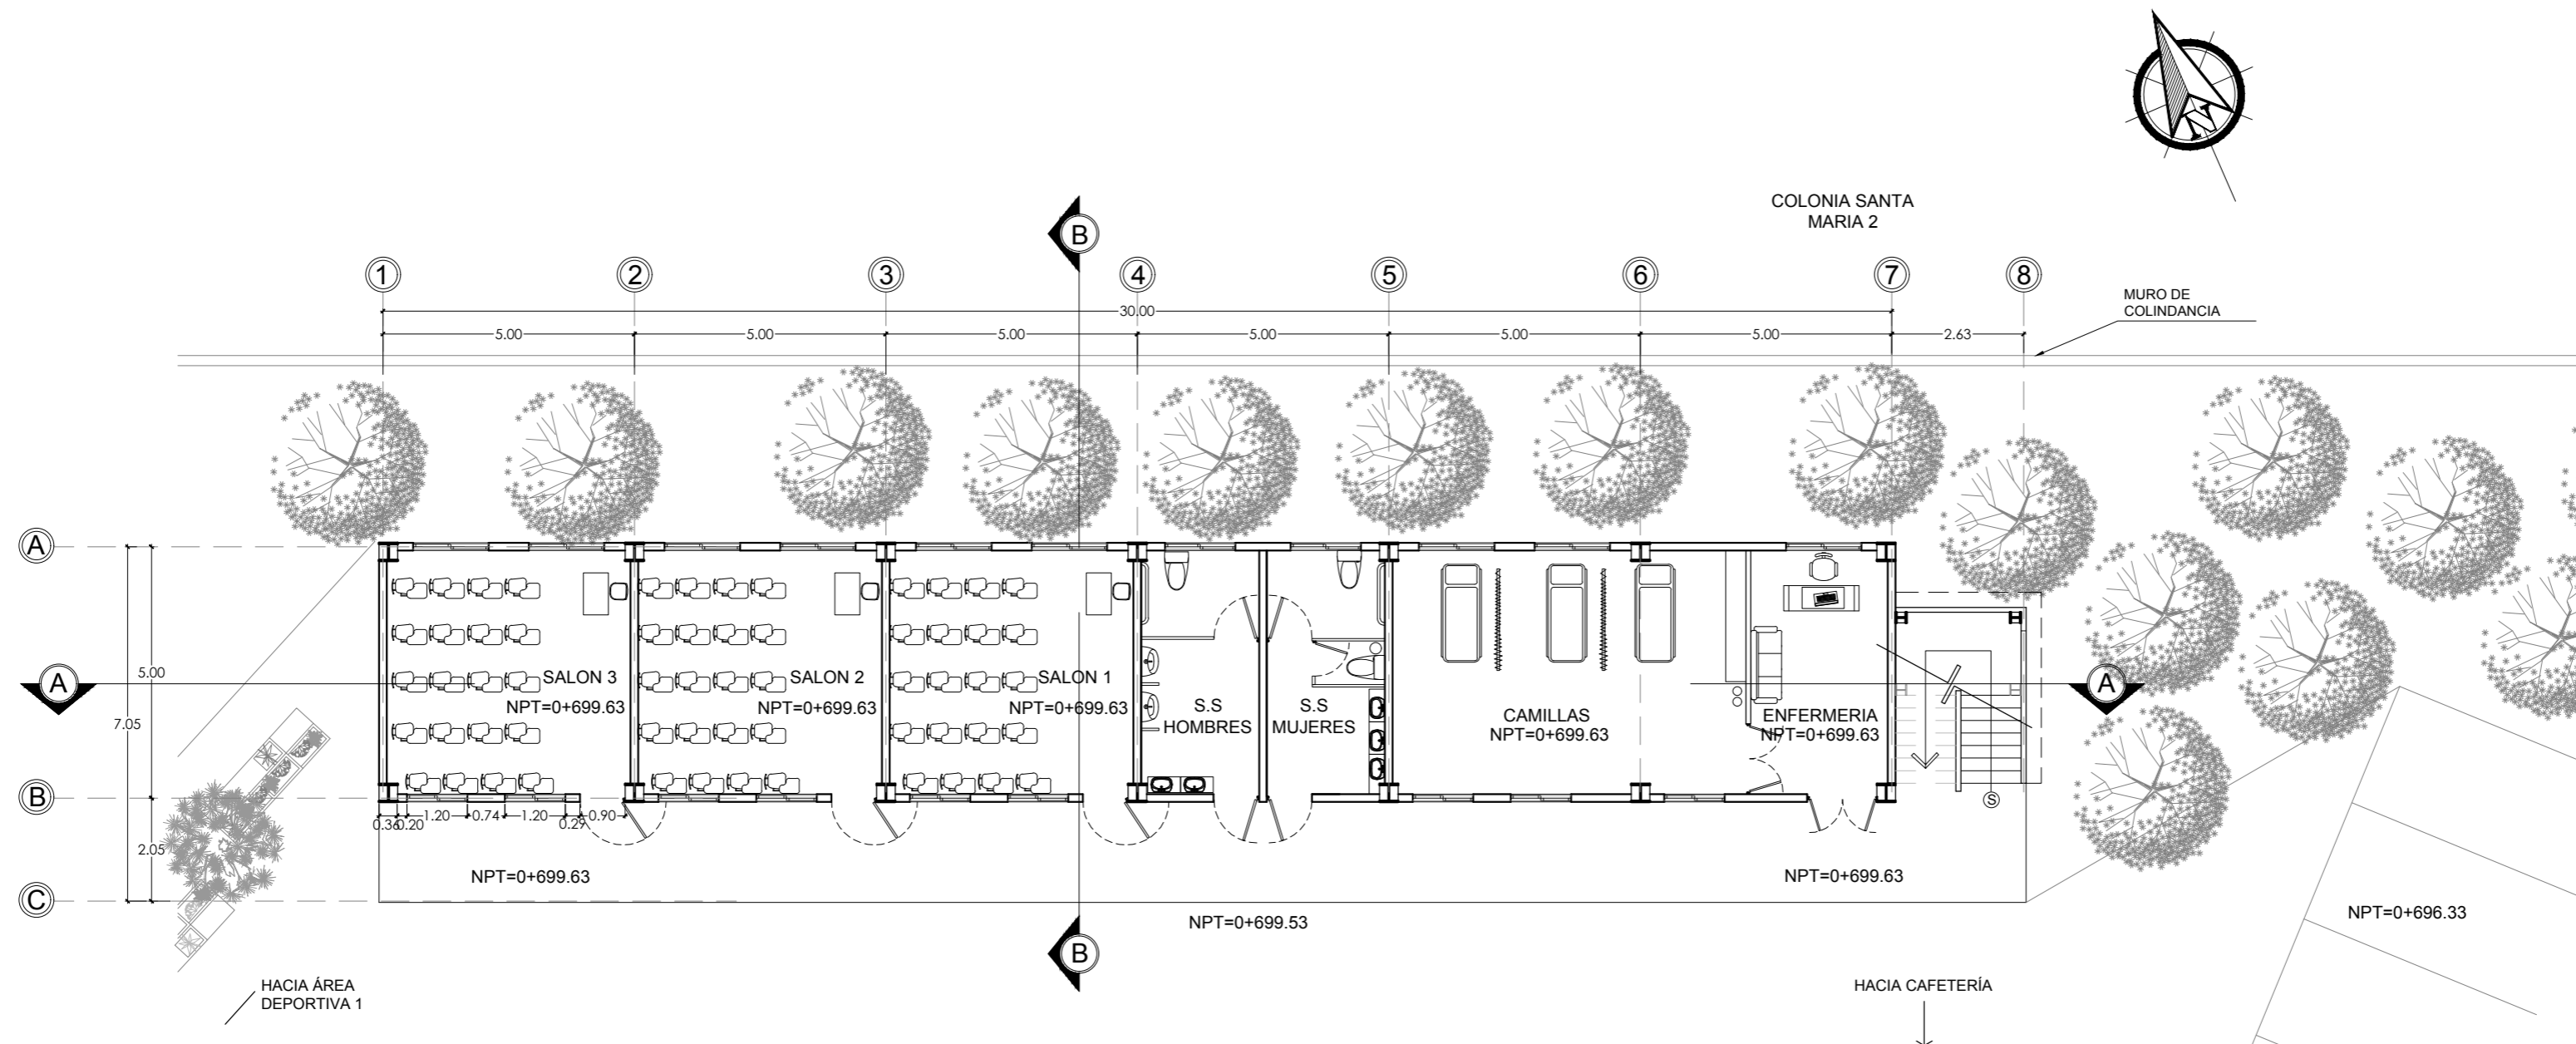 N
COLONIA SANTA
MARIA 2
B
1
2
3
4
5
6
7
8
MURO DE
COLINDANCIA
30.00
5.00
5.00
5.00
5.00
5.00
5.00
2.63
A
A
5.00
7.05
B
2.05
C
SALON 3
NPT=0+699.63
SALON 2
NPT=0+699.63
SALON 1
NPT=0+699.63
S.S
HOMBRES
S.S
MUJERES
CAMILLAS
NPT=0+699.63
ENFERMERIA
NPT=0+699.63
A
S
0.20
1.20
0.74
1.20
0.29
0.90
NPT=0+699.63
NPT=0+699.63
NPT=0+699.53
NPT=0+696.33
B
HACIA ÁREA
DEPORTIVA 1
HACIA CAFETERÍA